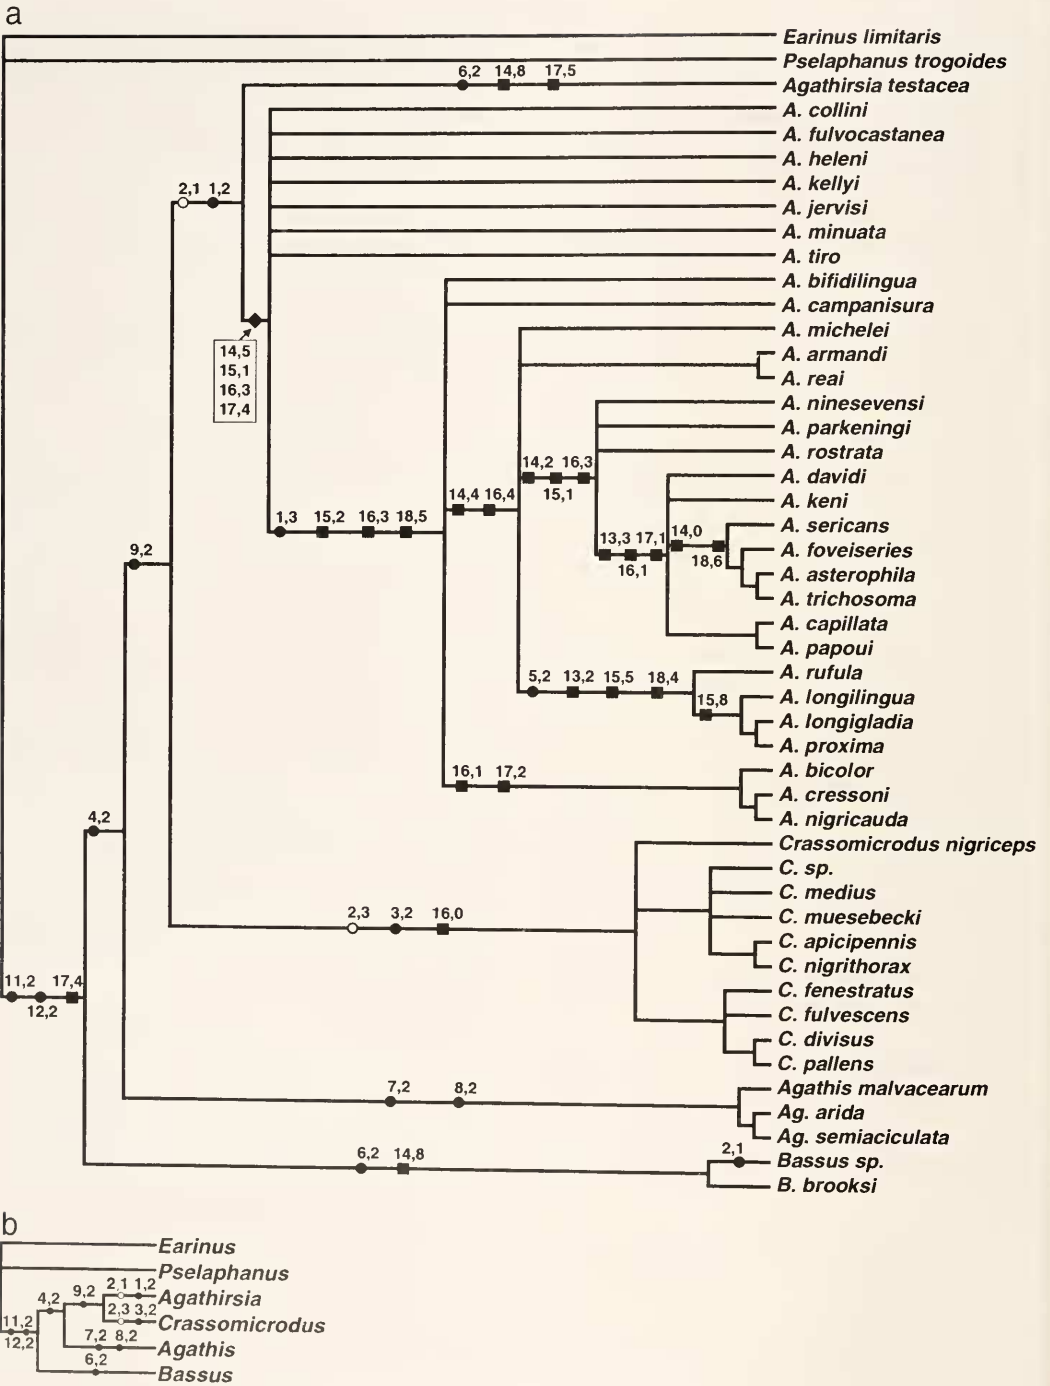 a
Earinus limitaris
Pselaphanus trogoides
6,2 14,8 17,5
Agathirsia testacea
A. collini
A. fulvocastanea
A. heleni
A. kellyi
2,1 1,2
A. jervisi
A. minuata
A. tiro
A. bifidilingua
A. campanisura
A. michelei
14,5
15,1
16,3
17,4
A. armandi
A. reai
A. ninesevensi
A. parkeningi
A. rostrata
14,2 16,3
15,1
A. davidi
14,4 16,4
A. keni
1,3 15,2 16,3 18,5
A. sericans
13,3 17,1 14,0
16,1 18,6
A. foveiseries
9,2
A. asterophila
A. trichosoma
A. capillata
A. papoui
A. rufula
5,2 13,2 15,5 18,4
15,8
A. longilingua
A. longigladia
A. proxima
16,1 17,2
A. bicolor
A. cressoni
A. nigricauda
4,2
Crassomicrodus nigriceps
C. sp.
C. medius
2,3 3,2 16,0
C. muesebecki
C. apicipennis
C. nigrithorax
11,2 17,4
12,2
C. fenestratus
C. fulvescens
C. divisus
C. pallens
7,2 8,2
Agathis malvacearum
Ag. arida
Ag. semiaciculata
6,2 14,8 2,1
Bassus sp.
B. brooksi
b
Earinus
Pselaphanus
4,2 9,2 2,1 1,2
Agathirsia
2,3 3,2
Crassomicrodus
11,2
12,2
7,2 8,2
Agathis
6,2
Bassus